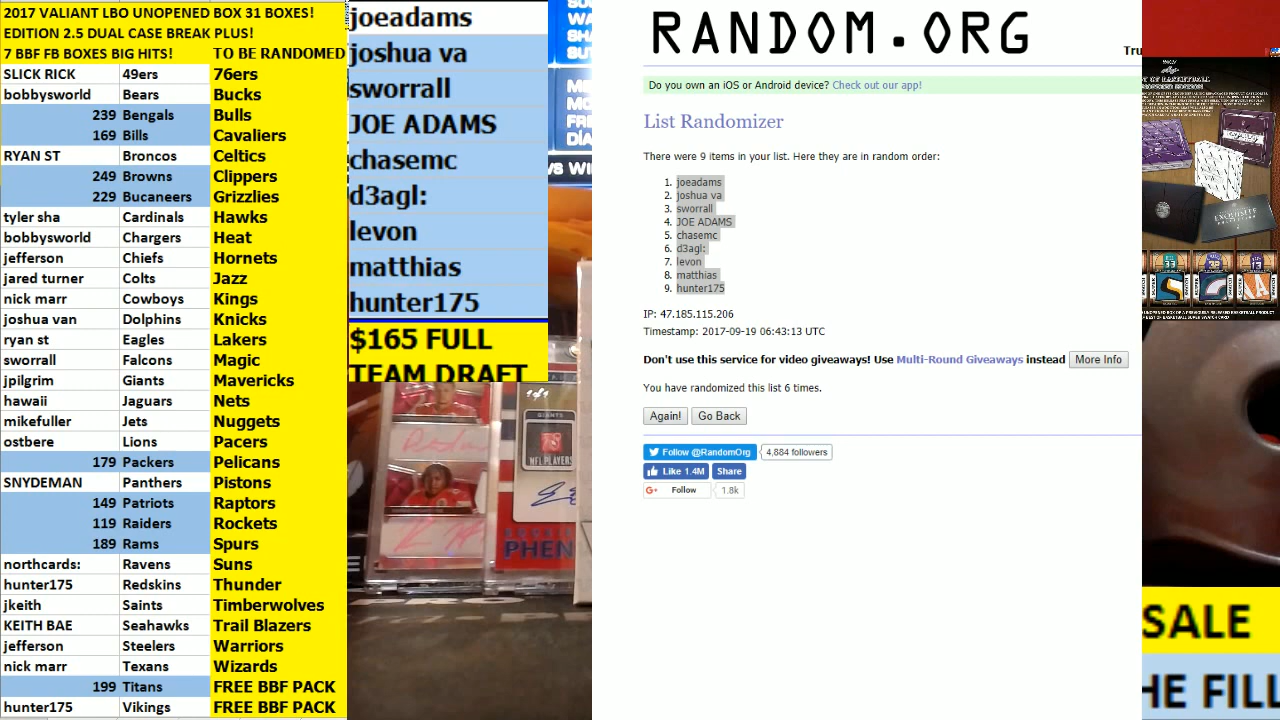 2017 VALIANT LBO UNOPENED BOX 31 BOXES!
EDITION 2.5 DUAL CASE BREAK PLUS!
7 BBF FB BOXES BIG HITS! TO BE RANDOMED
SLICK RICK 49ers 76ers
bobbysworld Bears Bucks
239 Bengals Bulls
169 Bills Cavaliers
RYAN ST Broncos Celtics
249 Browns Clippers
229 Bucaneers Grizzlies
tyler sha Cardinals Hawks
bobbysworld Chargers Heat
jefferson Chiefs Hornets
jared turner Colts Jazz
nick marr Cowboys Kings
joshua van Dolphins Knicks
ryan st Eagles Lakers
sworrall Falcons Magic
jpilgrim Giants Mavericks
hawaii Jaguars Nets
mikefuller Jets Nuggets
ostbere Lions Pacers
179 Packers Pelicans
SNYDEMAN Panthers Pistons
149 Patriots Raptors
119 Raiders Rockets
189 Rams Spurs
northcards: Ravens Suns
hunter175 Redskins Thunder
jkeith Saints Timberwolves
KEITH BAE Seahawks Trail Blazers
jefferson Steelers Warriors
nick marr Texans Wizards
199 Titans FREE BBF PACK
hunter175 Vikings FREE BBF PACK
joeadams
joshua va
sworrall
JOE ADAMS
chasemc
d3agl:
levon
matthias
hunter175
$165 FULL
TEAM DRAFT
GIANTS
NFL PLAYERS
PHEN
RANDOM.ORG
Tru
Do you own an iOS or Android device? Check out our app!
List Randomizer
There were 9 items in your list. Here they are in random order:
1. joeadams
2. joshua va
3. sworrall
4. JOE ADAMS
5. chasemc
6. d3agl:
7. levon
8. matthias
9. hunter175
IP: 47.185.115.206
Timestamp: 2017-09-19 06:43:13 UTC
Don't use this service for video giveaways! Use Multi-Round Giveaways instead More Info
You have randomized this list 6 times.
Again! Go Back
Follow @RandomOrg 4,884 followers
Like 1.4M Share
G+ Follow 1.8k
EXQUISITE
33 32 13
SALE
HE FILL